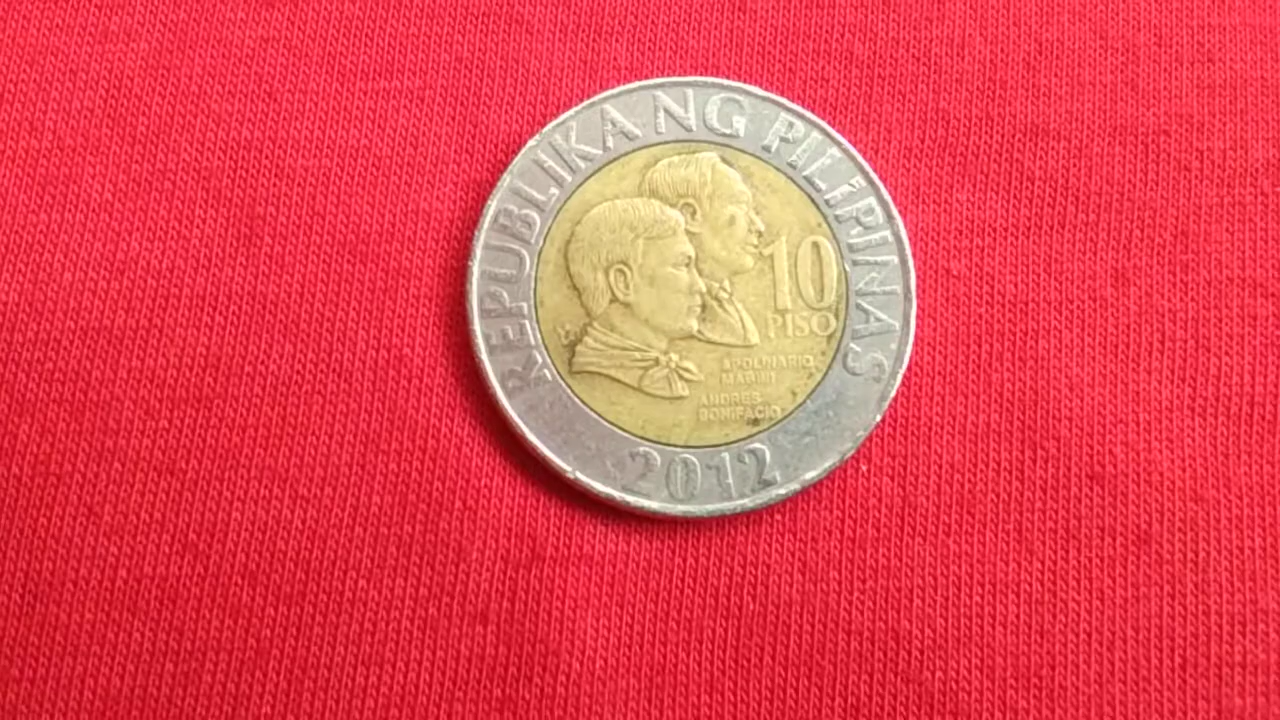 REPUBLIKA NG PILIPINAS
10
PISO
APOLINARIO
MABINI
ANDRES
BONIFACIO
2012